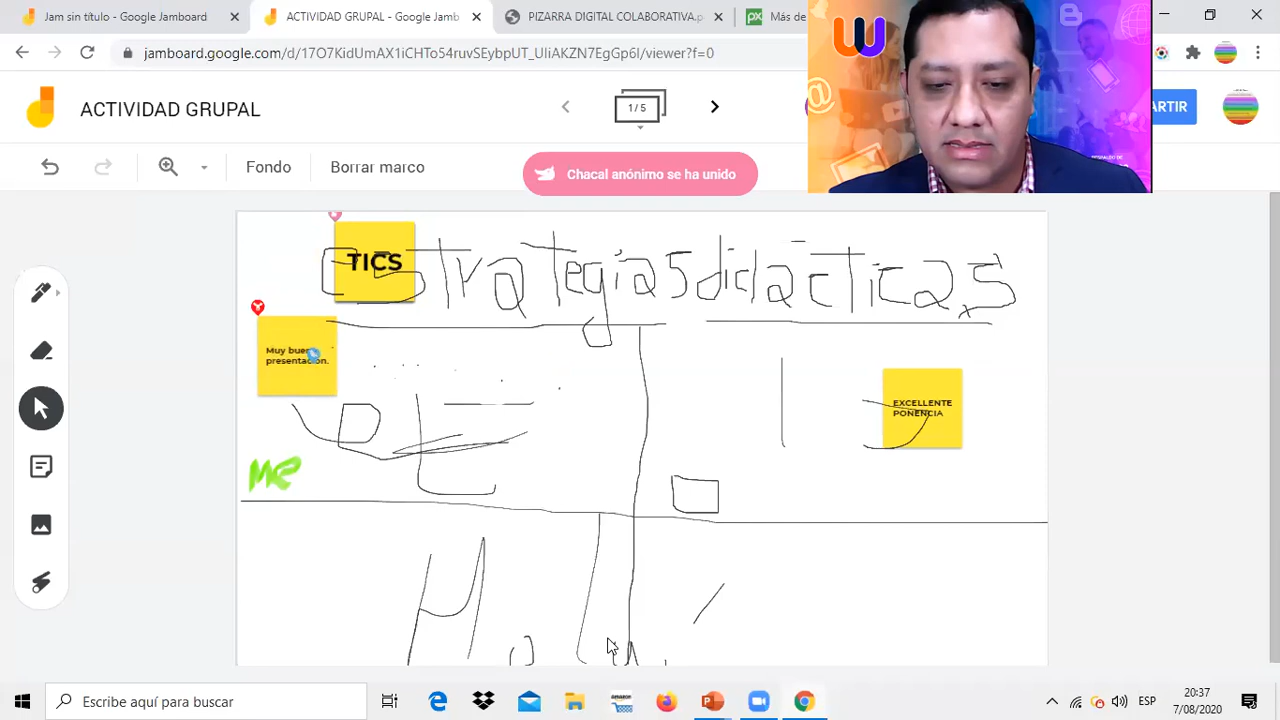 Jam sin título - Google Jamboard
ACTIVIDAD GRUPAL - Google Jamb
PIZARRA DIGITAL COLABORATIVA.p
Más de
jamboard.google.com/d/
/viewer?f=0
ACTIVIDAD GRUPAL
1/5
ARTIR
Fondo
Borrar marco
Chacal anónimo se ha unido
TICS
Estrategias didácticas
Muy buena
presentación.
EXCELLENTE
PONENCIA
Hola
Escribe aquí para buscar
ESP
20:37
7/08/2020